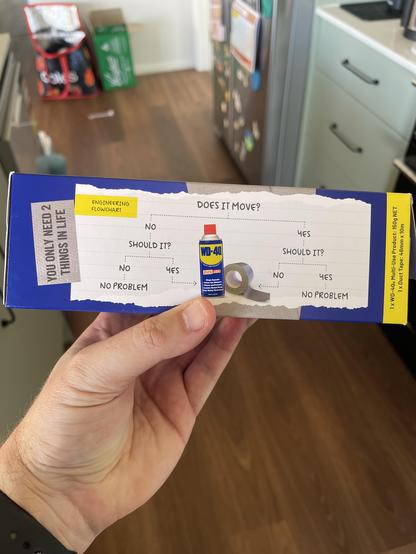 YOU ONLY NEED 2
THINGS IN LIFE
ENGINEERING
FLOWCHART
DOES IT MOVE?
NO
YES
SHOULD IT?
SHOULD IT?
NO
YES
NO
YES
NO PROBLEM
NO PROBLEM
WD-40
1 x WD-40® Multi-Use Product: 150g NET
1 x Duct Tape: 48mm x 10m
coles